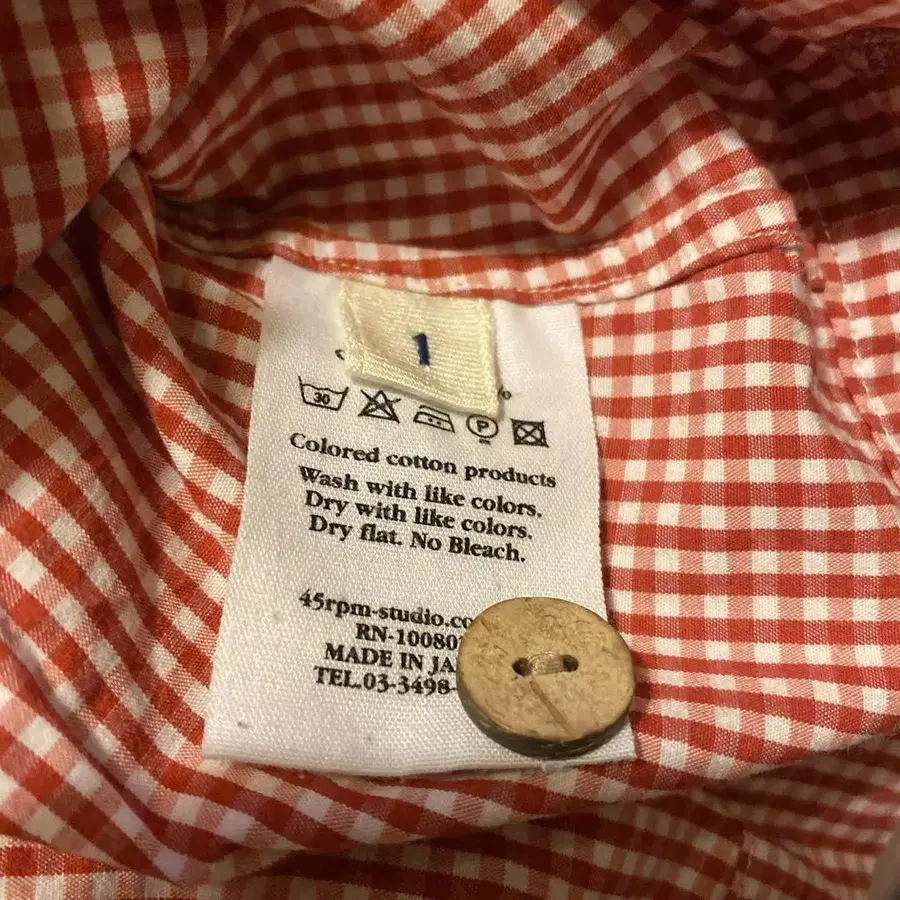 1
%
30
P
Colored cotton products
Wash with like colors.
Dry with like colors.
Dry flat. No Bleach.
45rpm-studio.co
RN-10080
MADE IN JA
TEL.03-3498-